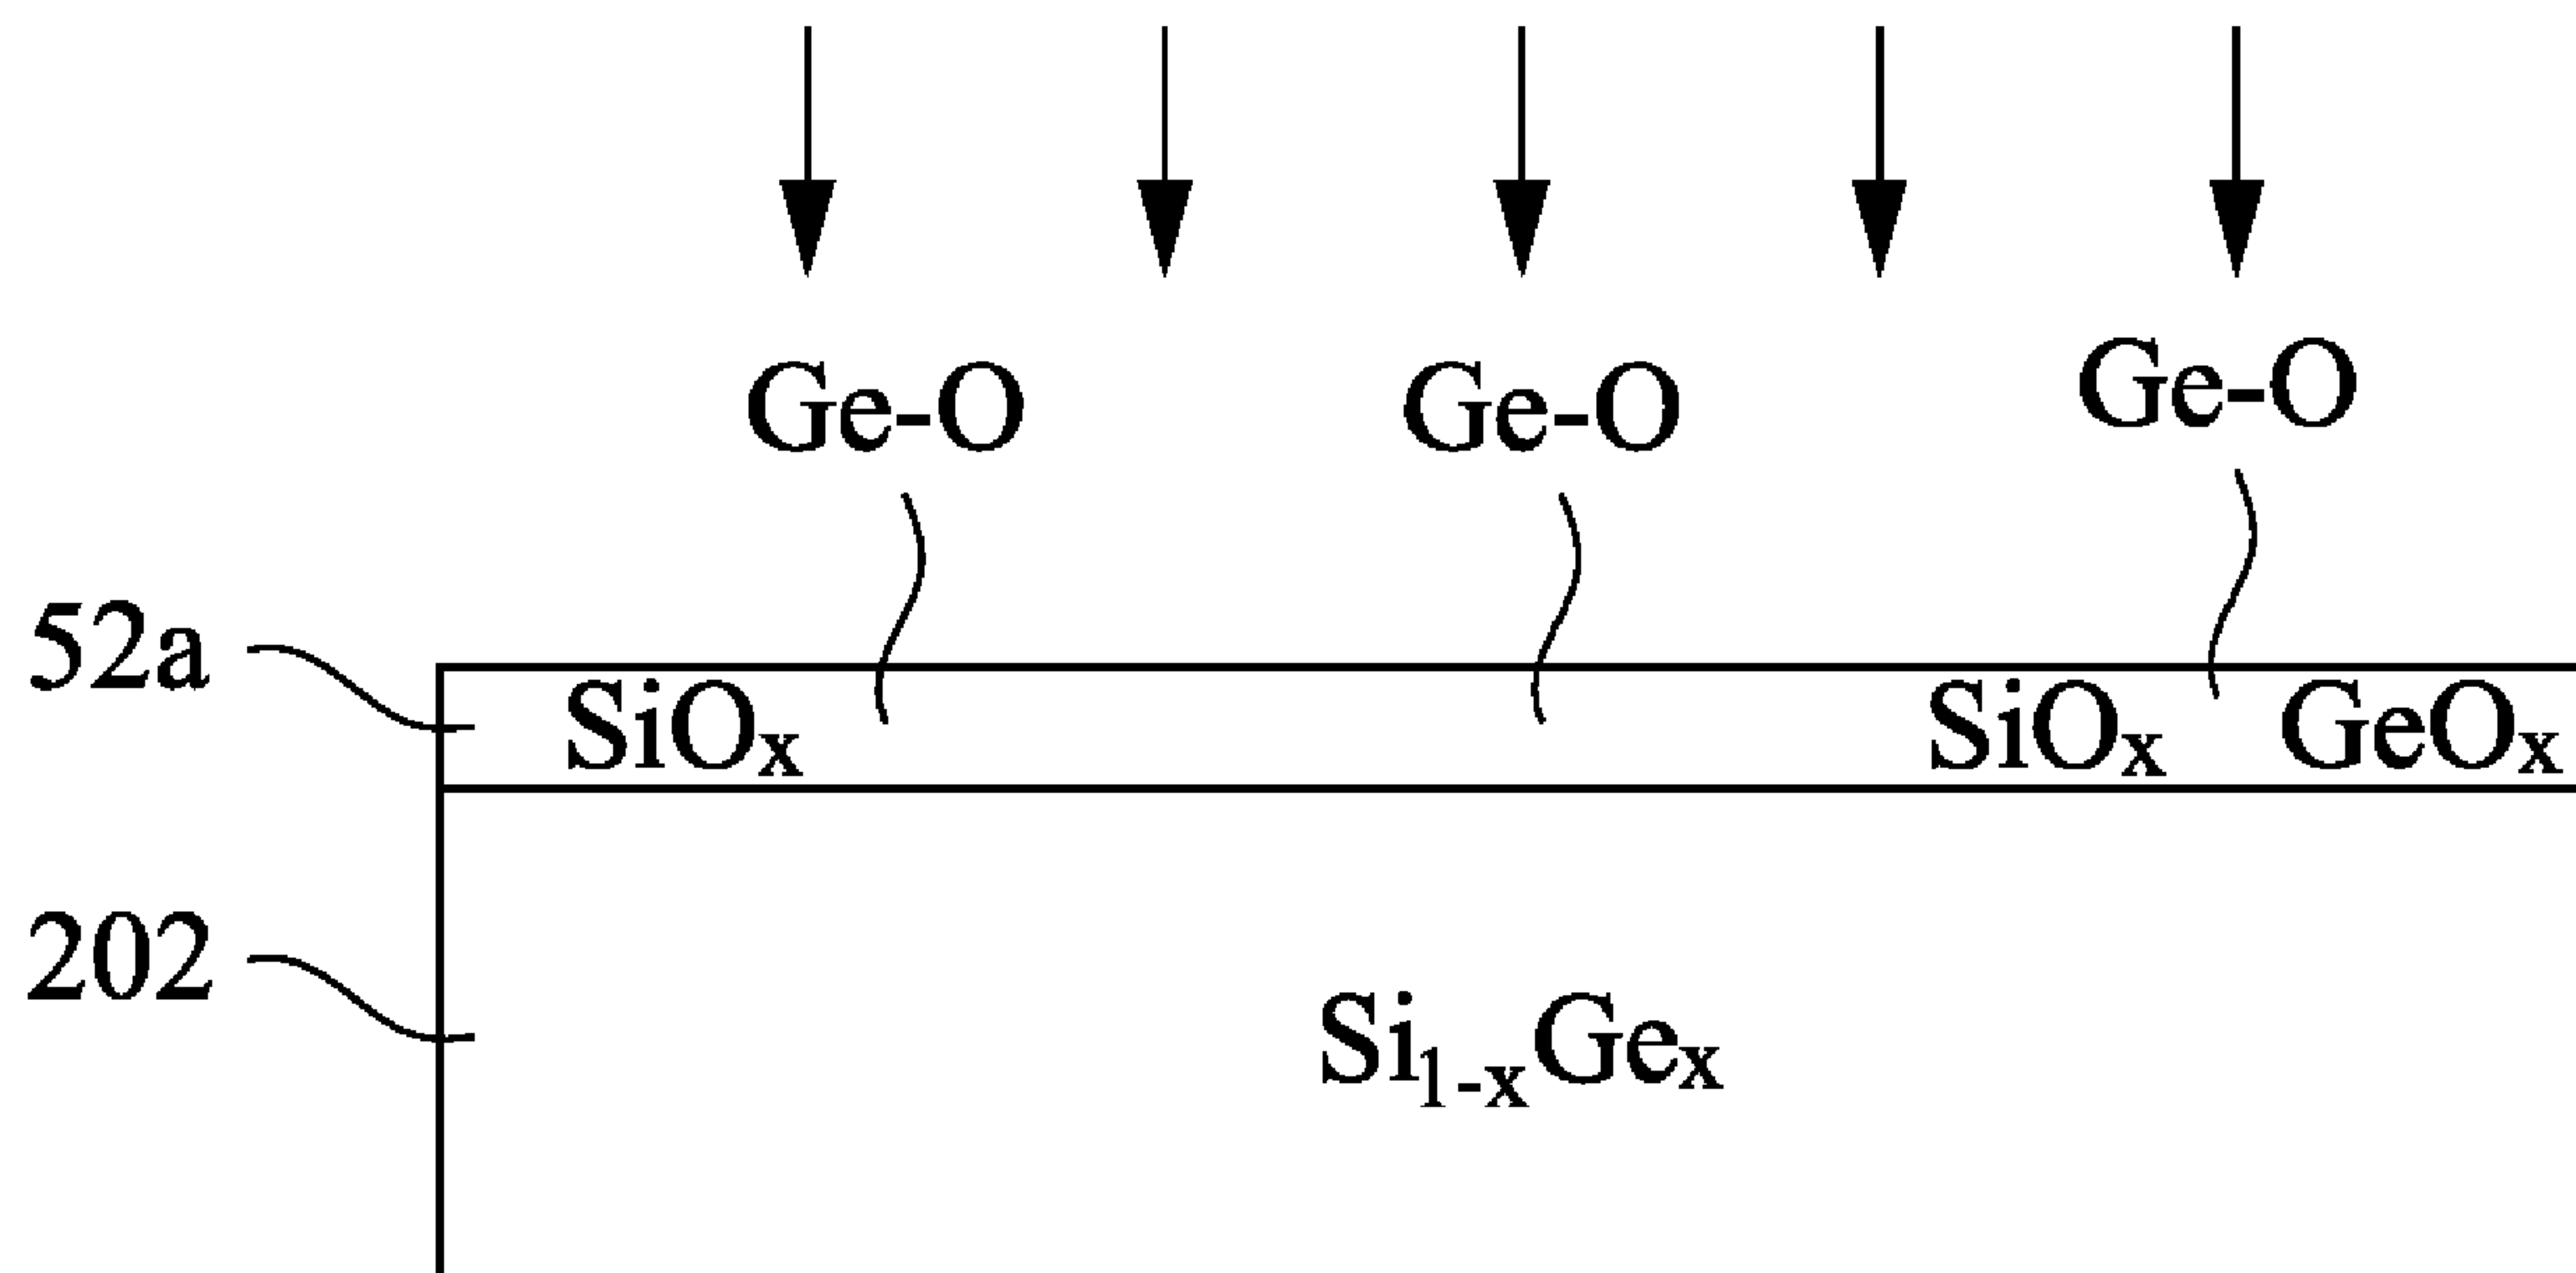 Ge-O Ge-O Ge-O
52a SiOₓ SiOₓ GeOₓ
202 Si₁₋ₓGeₓ